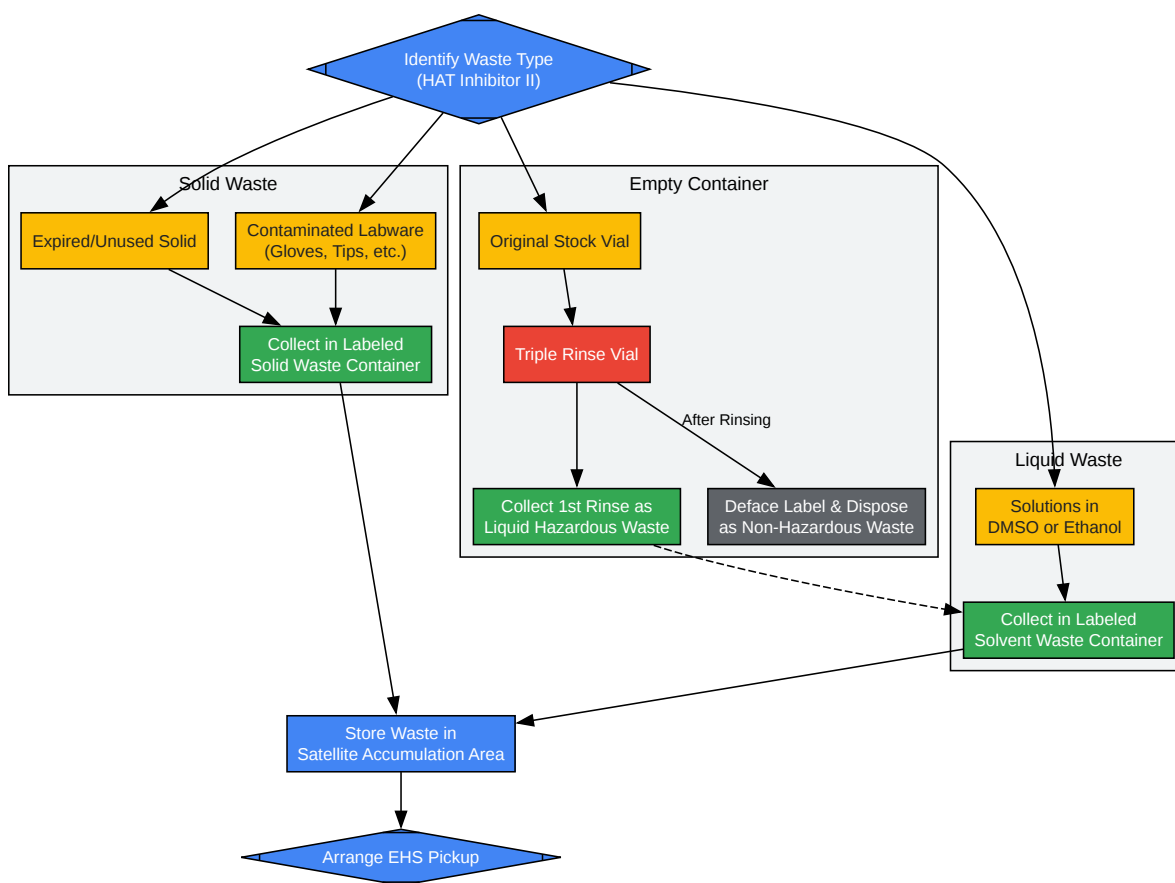 Identify Waste Type
(HAT Inhibitor II)
Solid Waste
Empty Container
Expired/Unused Solid
Contaminated Labware
(Gloves, Tips, etc.)
Original Stock Vial
Collect in Labeled
Solid Waste Container
Triple Rinse Vial
After Rinsing
Liquid Waste
Collect 1st Rinse as
Liquid Hazardous Waste
Deface Label & Dispose
as Non-Hazardous Waste
Solutions in
DMSO or Ethanol
Collect in Labeled
Solvent Waste Container
Store Waste in
Satellite Accumulation Area
Arrange EHS Pickup